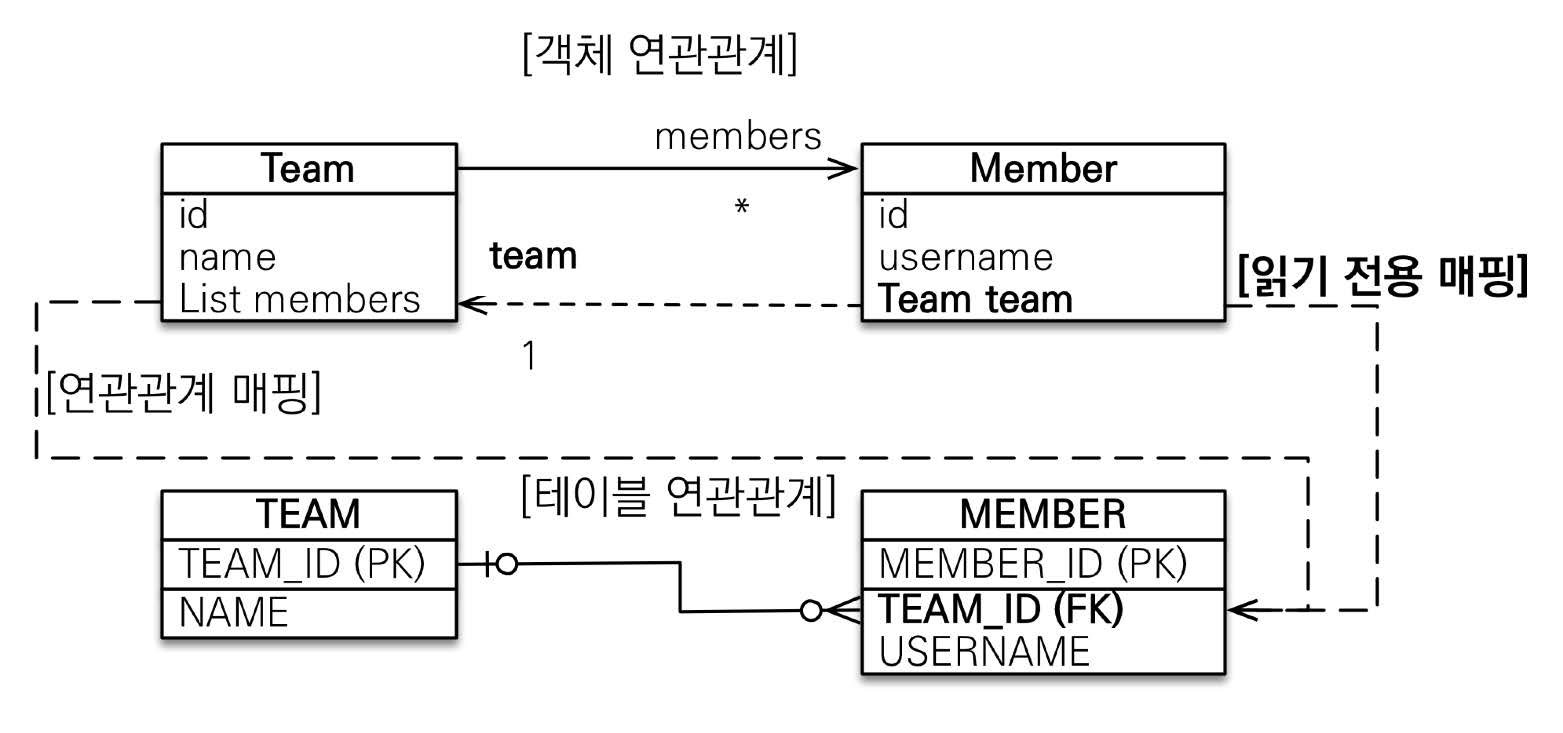 [객체 연관관계]
members
Team
id
name
List members
*
team
1
Member
id
username
Team team
[읽기 전용 매핑]
[연관관계 매핑]
[테이블 연관관계]
TEAM
TEAM_ID (PK)
NAME
MEMBER
MEMBER_ID (PK)
TEAM_ID (FK)
USERNAME